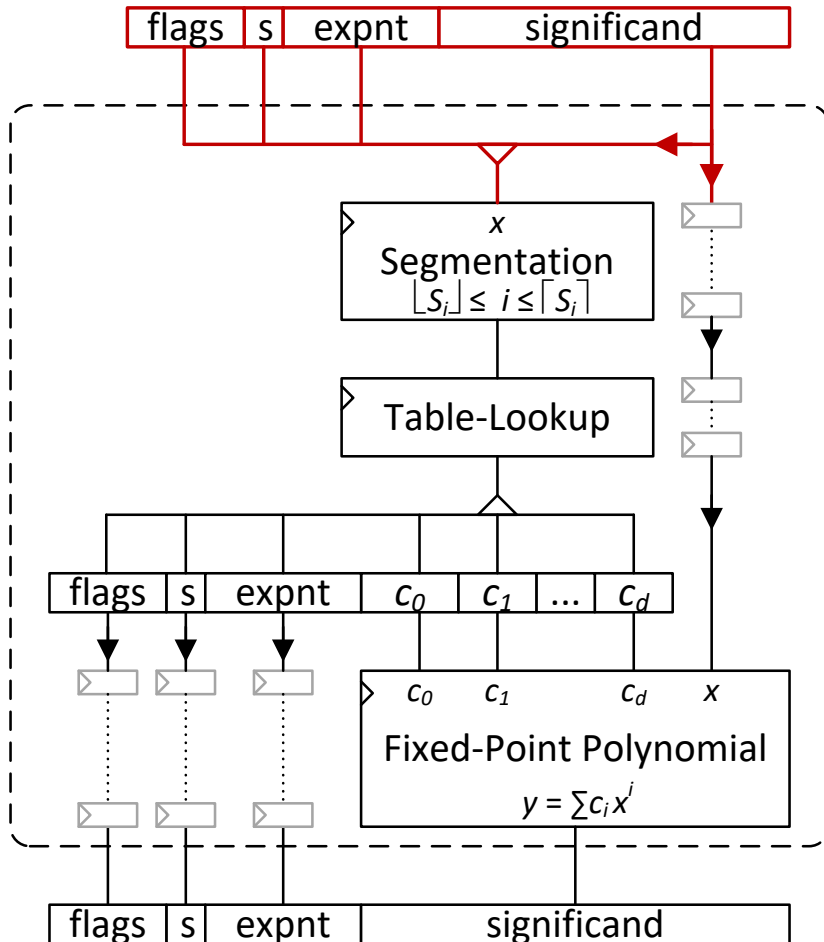 flags s expnt significand
x
Segmentation
⌊S_i⌋ ≤ i ≤ ⌈S_i⌉
Table-Lookup
flags s expnt c_0 c_1 ... c_d
c_0 c_1 c_d x
Fixed-Point Polynomial
y = ∑c_i x^i
flags s expnt significand